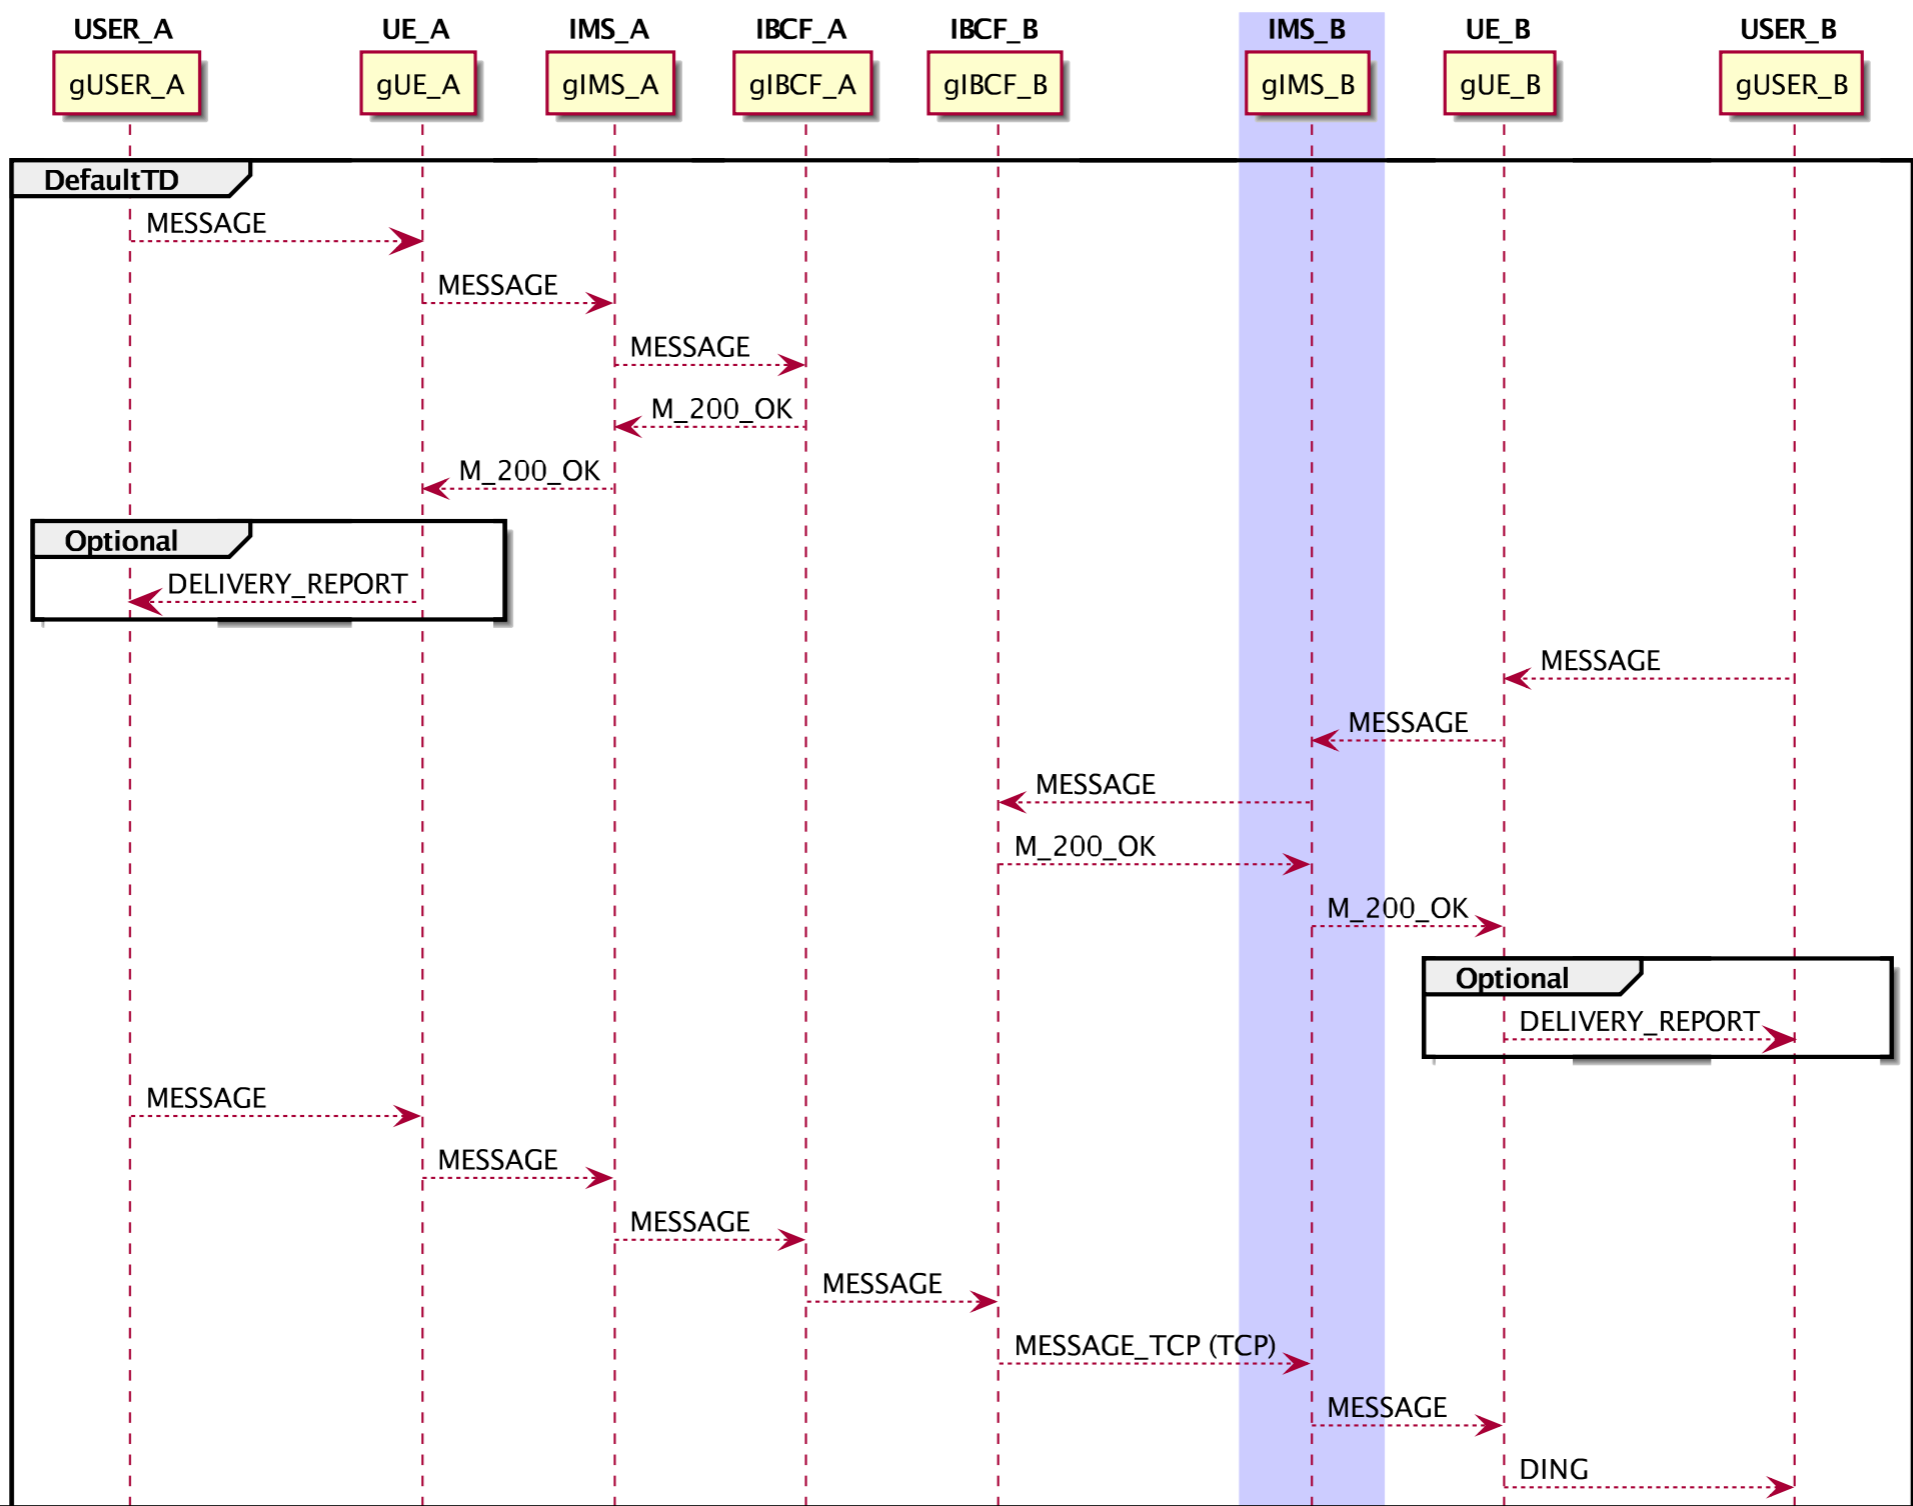 USER_A UE_A IMS_A IBCF_A IBCF_B IMS_B UE_B USER_B
gUSER_A gUE_A gIMS_A gIBCF_A gIBCF_B gIMS_B gUE_B gUSER_B
DefaultTD
MESSAGE
MESSAGE
MESSAGE
M_200_OK
M_200_OK
Optional
DELIVERY_REPORT
MESSAGE
MESSAGE
MESSAGE
M_200_OK
M_200_OK
Optional
DELIVERY_REPORT
MESSAGE
MESSAGE
MESSAGE
MESSAGE
MESSAGE_TCP (TCP)
MESSAGE
DING